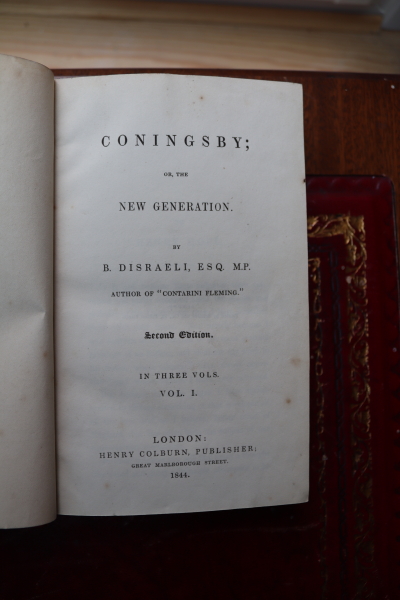 CONINGSBY;
OR, THE
NEW GENERATION.
BY
B. DISRAELI, ESQ. M.P.
AUTHOR OF "CONTARINI FLEMING."
Second Edition.
IN THREE VOLS.
VOL. I.
LONDON:
HENRY COLBURN, PUBLISHER;
GREAT MARLBOROUGH STREET.
1844.